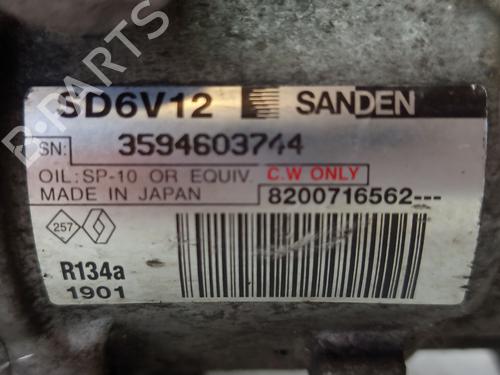 SD6V12 SANDEN
SN: 3594603744
OIL:SP-10 OR EQUIV. C.W ONLY
MADE IN JAPAN 8200716562---
257
R134a
1901
B-PARTS